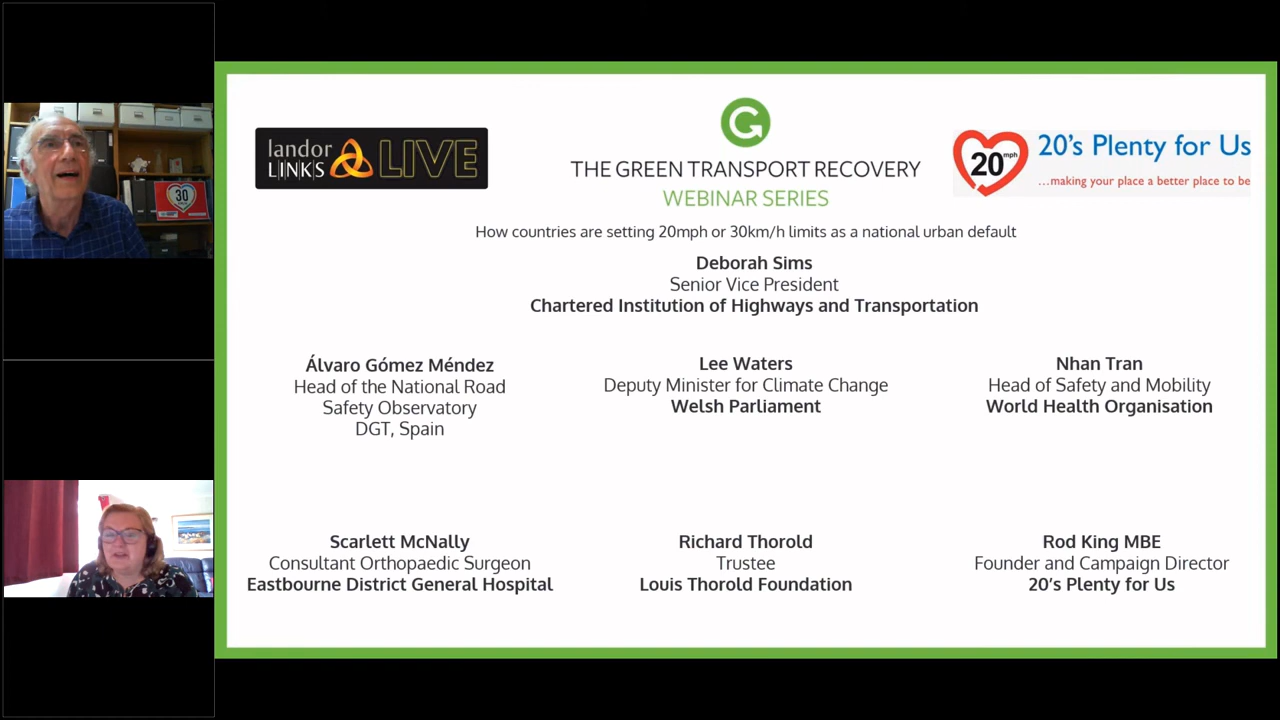 landor
LINKS
LIVE
G
THE GREEN TRANSPORT RECOVERY
WEBINAR SERIES
20mph
20's Plenty for Us
...making your place a better place to be
How countries are setting 20mph or 30km/h limits as a national urban default
Deborah Sims
Senior Vice President
Chartered Institution of Highways and Transportation
Álvaro Gómez Méndez
Head of the National Road
Safety Observatory
DGT, Spain
Lee Waters
Deputy Minister for Climate Change
Welsh Parliament
Nhan Tran
Head of Safety and Mobility
World Health Organisation
Scarlett McNally
Consultant Orthopaedic Surgeon
Eastbourne District General Hospital
Richard Thorold
Trustee
Louis Thorold Foundation
Rod King MBE
Founder and Campaign Director
20’s Plenty for Us
30